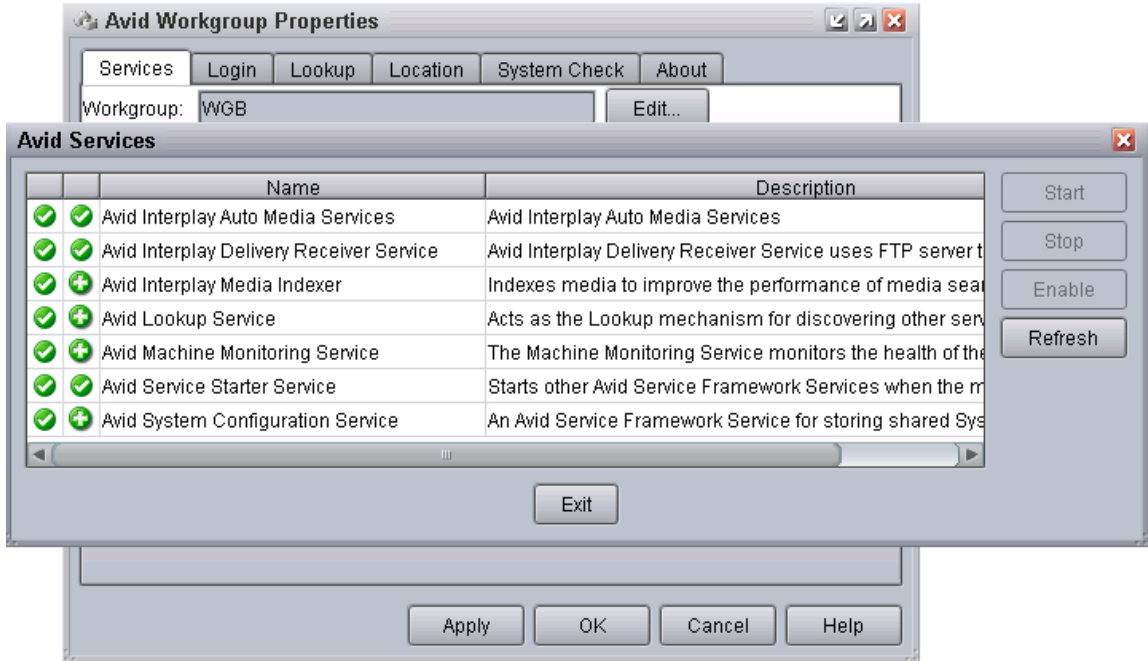 Avid Workgroup Properties
Services Login Lookup Location System Check About
Workgroup: WGB Edit...
Avid Services
Name Description
Avid Interplay Auto Media Services Avid Interplay Auto Media Services
Avid Interplay Delivery Receiver Service Avid Interplay Delivery Receiver Service uses FTP server t
Avid Interplay Media Indexer Indexes media to improve the performance of media sear
Avid Lookup Service Acts as the Lookup mechanism for discovering other serv
Avid Machine Monitoring Service The Machine Monitoring Service monitors the health of the
Avid Service Starter Service Starts other Avid Service Framework Services when the m
Avid System Configuration Service An Avid Service Framework Service for storing shared Sys
Start
Stop
Enable
Refresh
Exit
Apply OK Cancel Help